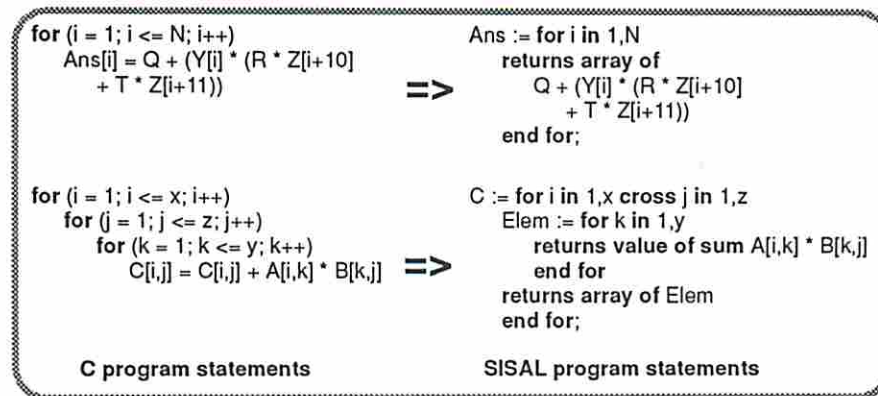 for (i = 1; i <= N; i++)
Ans[i] = Q + (Y[i] * (R * Z[i+10]
+ T * Z[i+11))
=>
Ans := for i in 1,N
returns array of
Q + (Y[i] * (R * Z[i+10]
+ T * Z[i+11))
end for;
for (i = 1; i <= x; i++)
for (j = 1; j <= z; j++)
for (k = 1; k <= y; k++)
C[i,j] = C[i,j] + A[i,k] * B[k,j]
=>
C := for i in 1,x cross j in 1,z
Elem := for k in 1,y
returns value of sum A[i,k] * B[k,j]
end for
returns array of Elem
end for;
C program statements
SISAL program statements